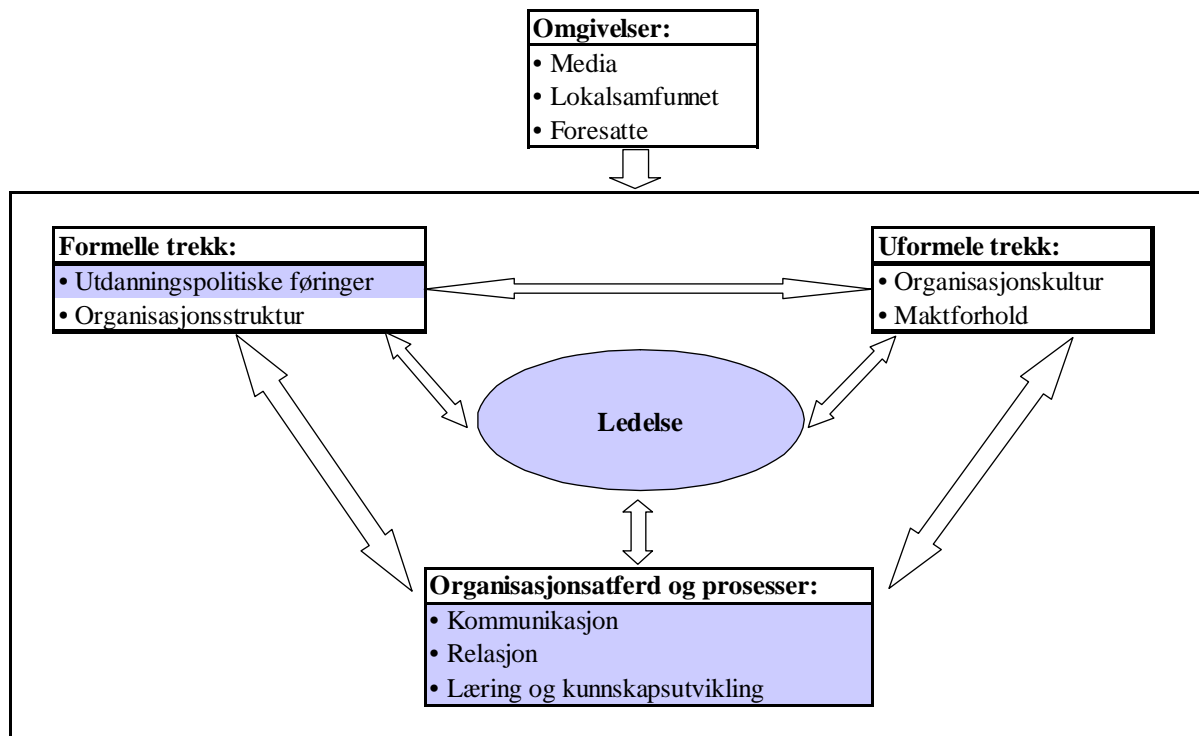 Omgivelser:
• Media
• Lokalsamfunnet
• Foresatte
Formelle trekk:
• Utdanningspolitiske føringer
• Organisasjonsstruktur
Uformele trekk:
• Organisasjonskultur
• Maktforhold
Ledelse
Organisasjonsatferd og prosesser:
• Kommunikasjon
• Relasjon
• Læring og kunnskapsutvikling